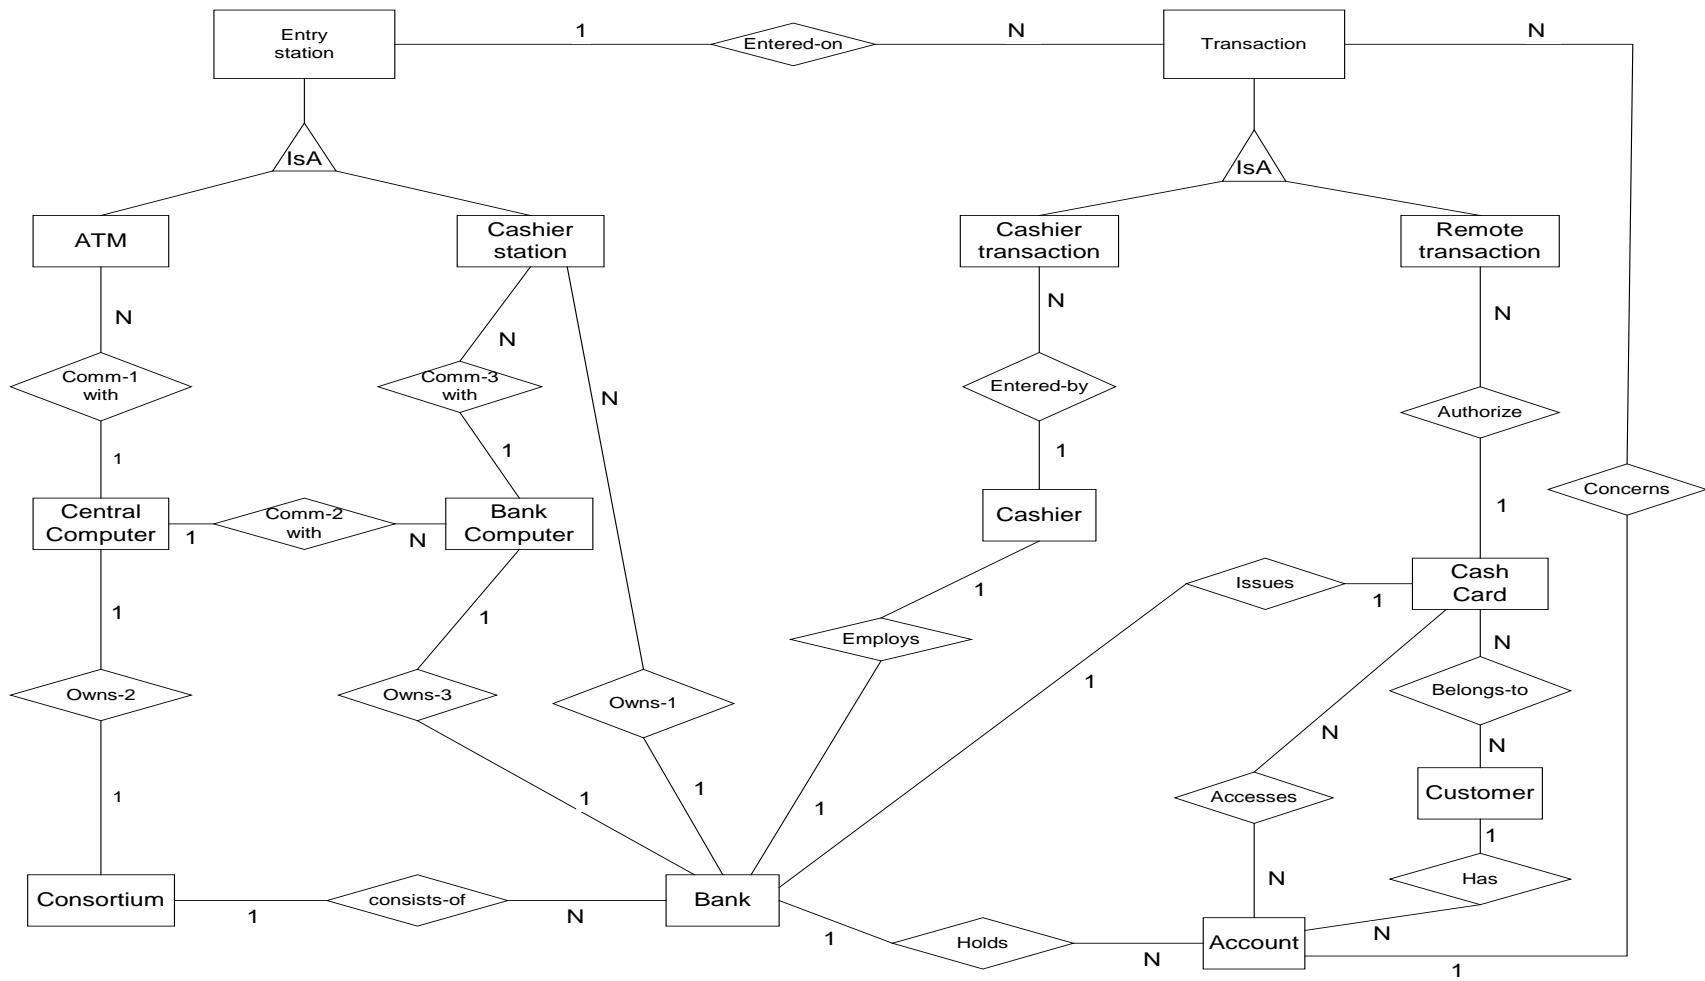 Entry
station
1
Entered-on
N
Transaction
N
IsA
IsA
ATM
Cashier
station
Cashier
transaction
Remote
transaction
N
N
N
N
N
Comm-1
with
Comm-3
with
Entered-by
Authorize
1
1
1
Concerns
Central
Computer
1
Comm-2
with
N
Bank
Computer
Cashier
1
1
1
1
Issues
1
Cash
Card
Employs
N
Owns-2
Owns-3
Owns-1
1
Belongs-to
N
N
1
1
1
1
Accesses
Customer
1
Consortium
1
consists-of
N
Bank
N
Has
1
Holds
N
Account
N
1